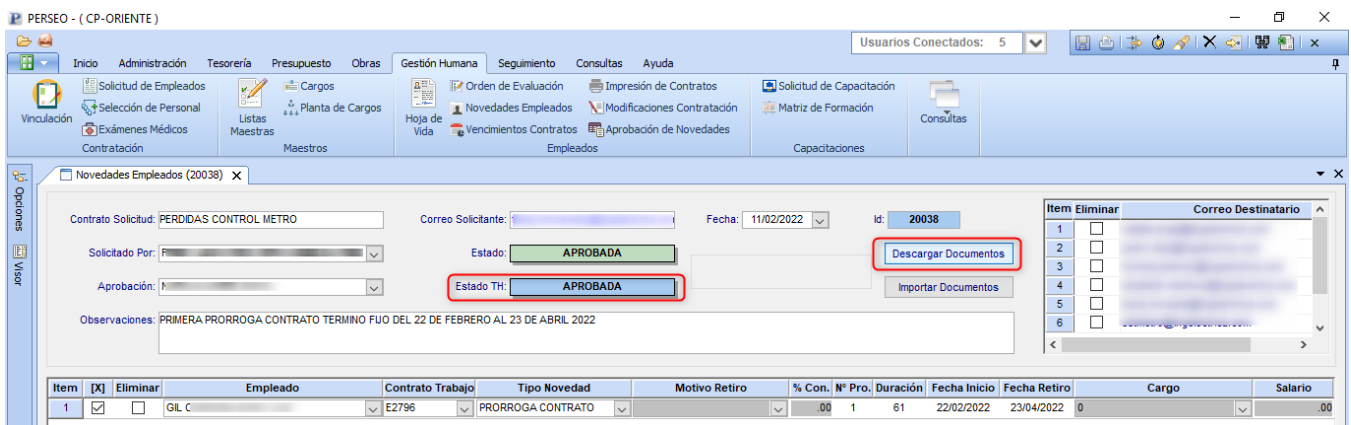 PERSEO - ( CP-ORIENTE )
Usuarios Conectados: 5
Inicio Administración Tesorería Presupuesto Obras Gestión Humana Seguimiento Consultas Ayuda
Vinculación
Solicitud de Empleados
Selección de Personal
Exámenes Médicos
Contratación
Listas Maestras
Cargos
Planta de Cargos
Maestros
Hoja de Vida
Orden de Evaluación
Novedades Empleados
Vencimientos Contratos
Impresión de Contratos
Modificaciones Contratación
Aprobación de Novedades
Empleados
Solicitud de Capacitación
Matriz de Formación
Capacitaciones
Consultas
Opciones
Visor
Novedades Empleados (20038)
Contrato Solicitud: PERDIDAS CONTROL METRO Correo Solicitante: Fecha: 11/02/2022 Id: 20038
Solicitado Por: Estado: APROBADA Descargar Documentos
Aprobación: Estado TH: APROBADA Importar Documentos
Observaciones: PRIMERA PRORROGA CONTRATO TERMINO FIJO DEL 22 DE FEBRERO AL 23 DE ABRIL 2022
Item Eliminar Correo Destinatario
1
2
3
4
5
6
Item [X] Eliminar Empleado Contrato Trabajo Tipo Novedad Motivo Retiro % Con. Nº Pro. Duración Fecha Inicio Fecha Retiro Cargo Salario
1 GIL E2796 PRORROGA CONTRATO .00 1 61 22/02/2022 23/04/2022 0 .00